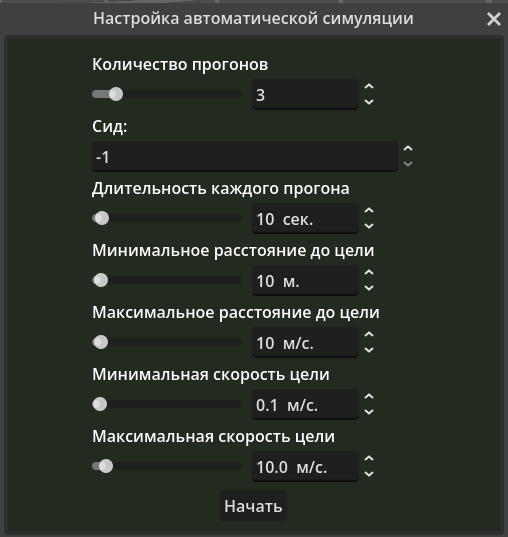 Настройка автоматической симуляции
Количество прогонов
3
Сид:
-1
Длительность каждого прогона
10 сек.
Минимальное расстояние до цели
10 м.
Максимальное расстояние до цели
10 м/с.
Минимальная скорость цели
0.1 м/с.
Максимальная скорость цели
10.0 м/с.
Начать